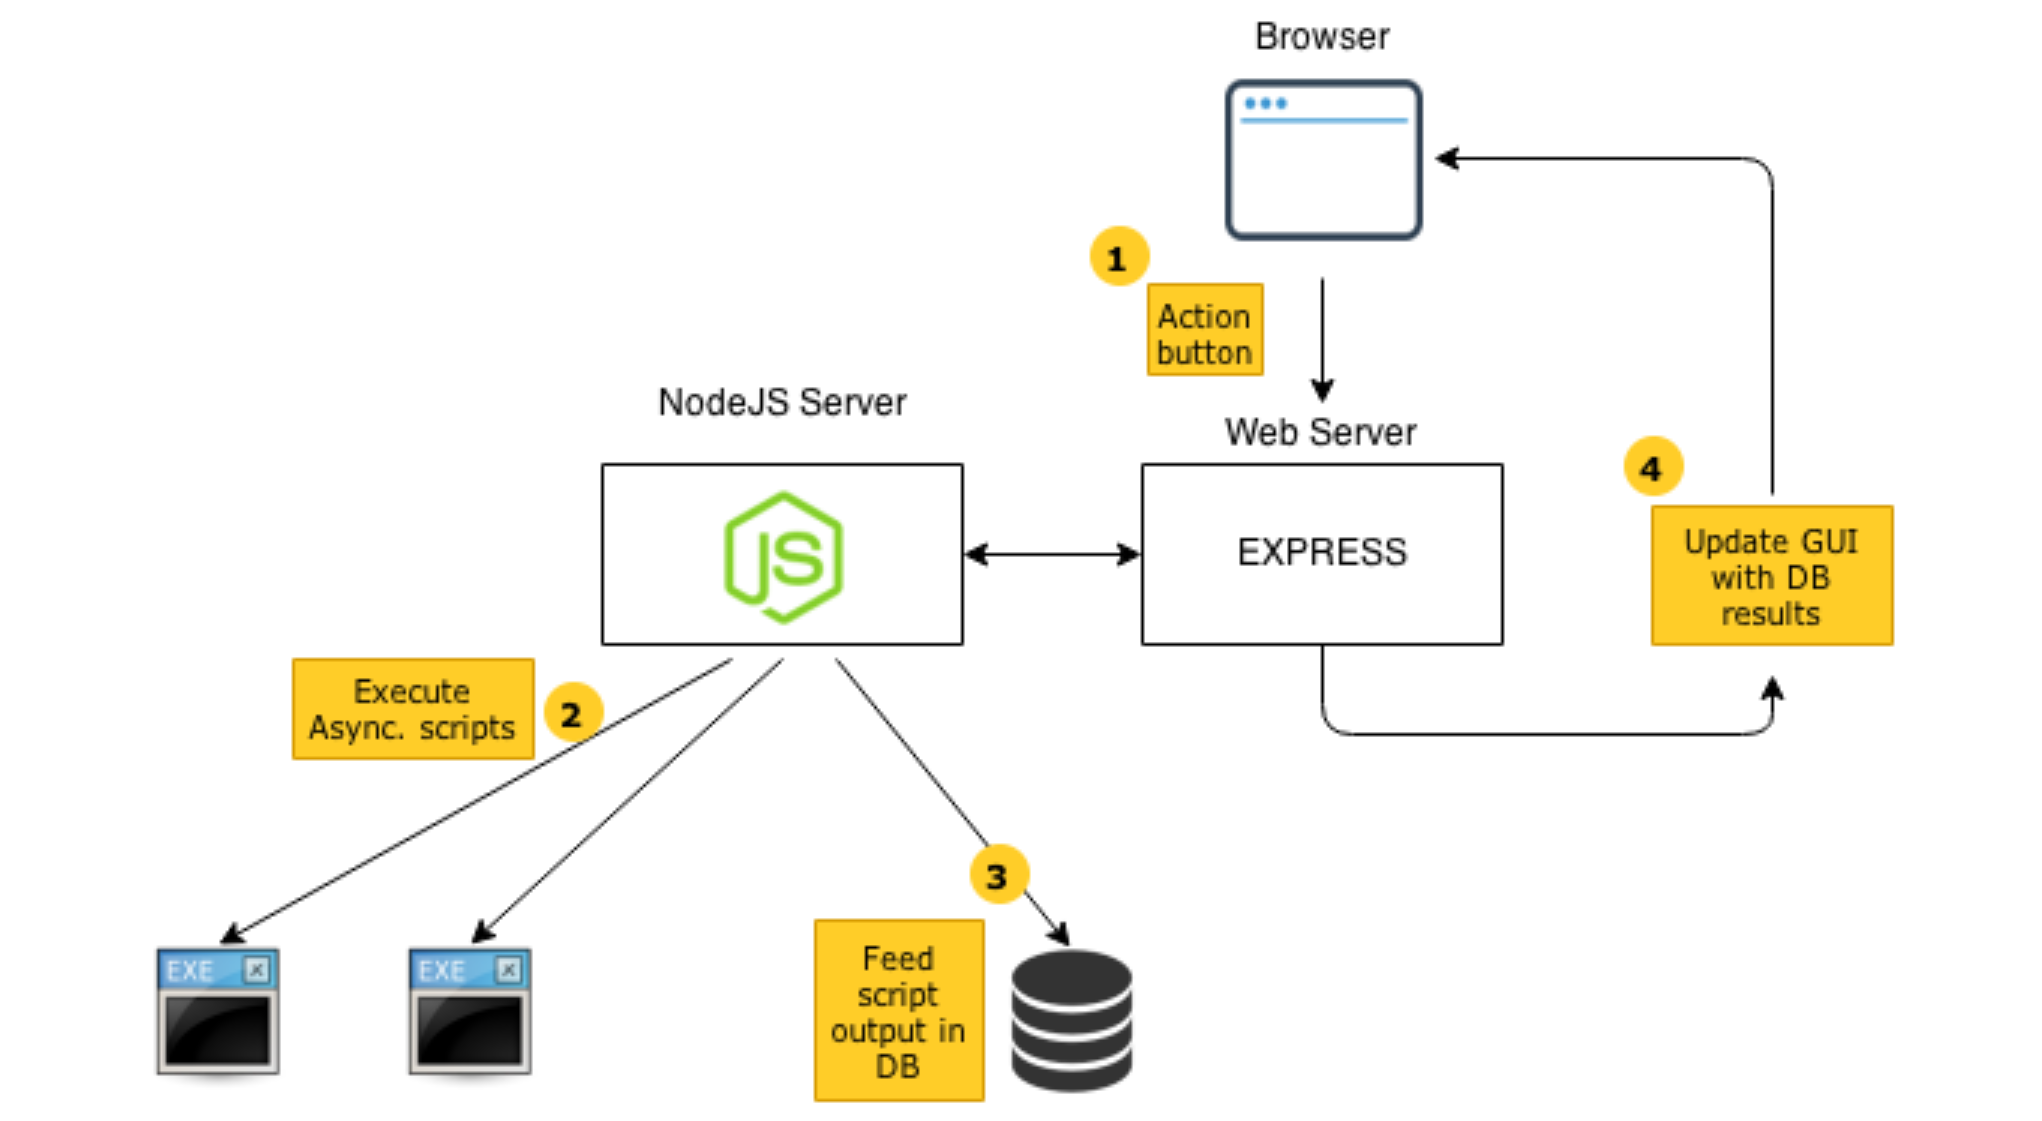 Browser
1
Action
button
NodeJS Server
Web Server
JS
EXPRESS
4
Update GUI
with DB
results
Execute
Async. scripts
2
3
EXE
EXE
Feed
script
output in
DB